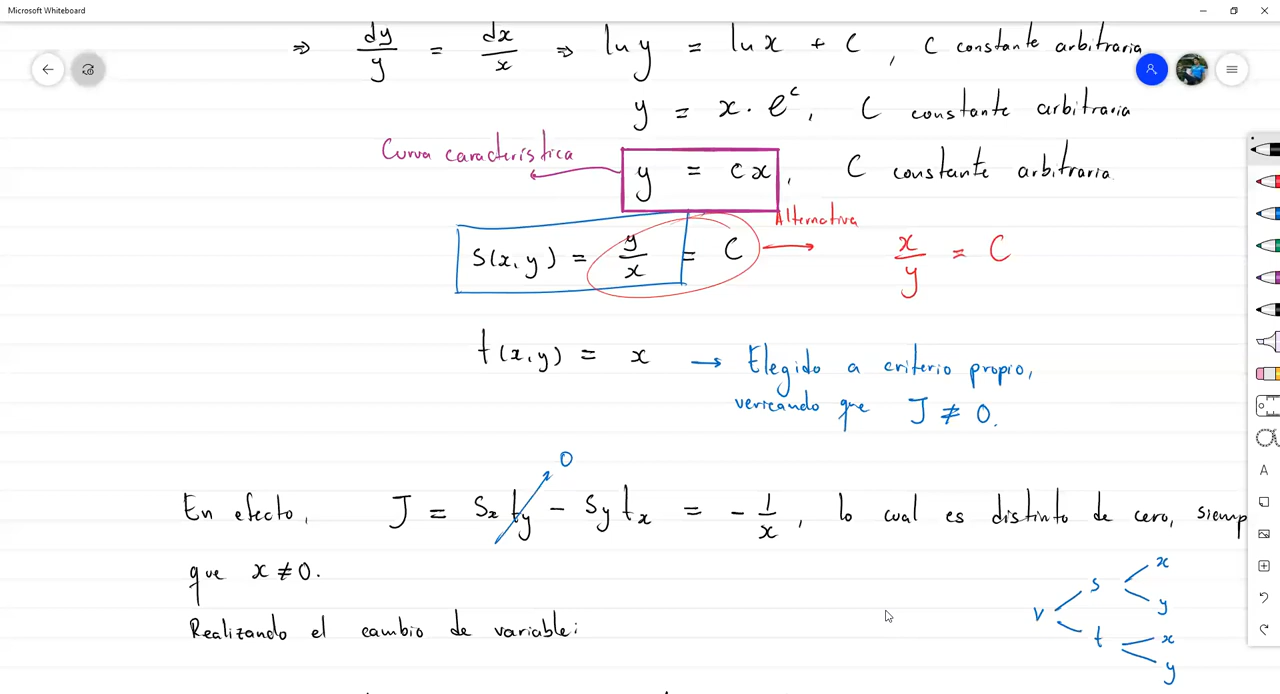 Microsoft Whiteboard
⇒ dy/y = dx/x ⇒ ln y = ln x + C , C constante arbitraria
y = x · e^c , C constante arbitraria
Curva característica
y = cx , C constante arbitraria
Alternativa
s(x,y) = y/x = C → x/y = C
t(x,y) = x → Elegido a criterio propio,
vericando que J ≠ 0.
0
En efecto, J = Sx ty - Sy tx = - 1/x , lo cual es distinto de cero, siemp
que x ≠ 0.
x
s
y
v
Realizando el cambio de variable:
t
x
y
A